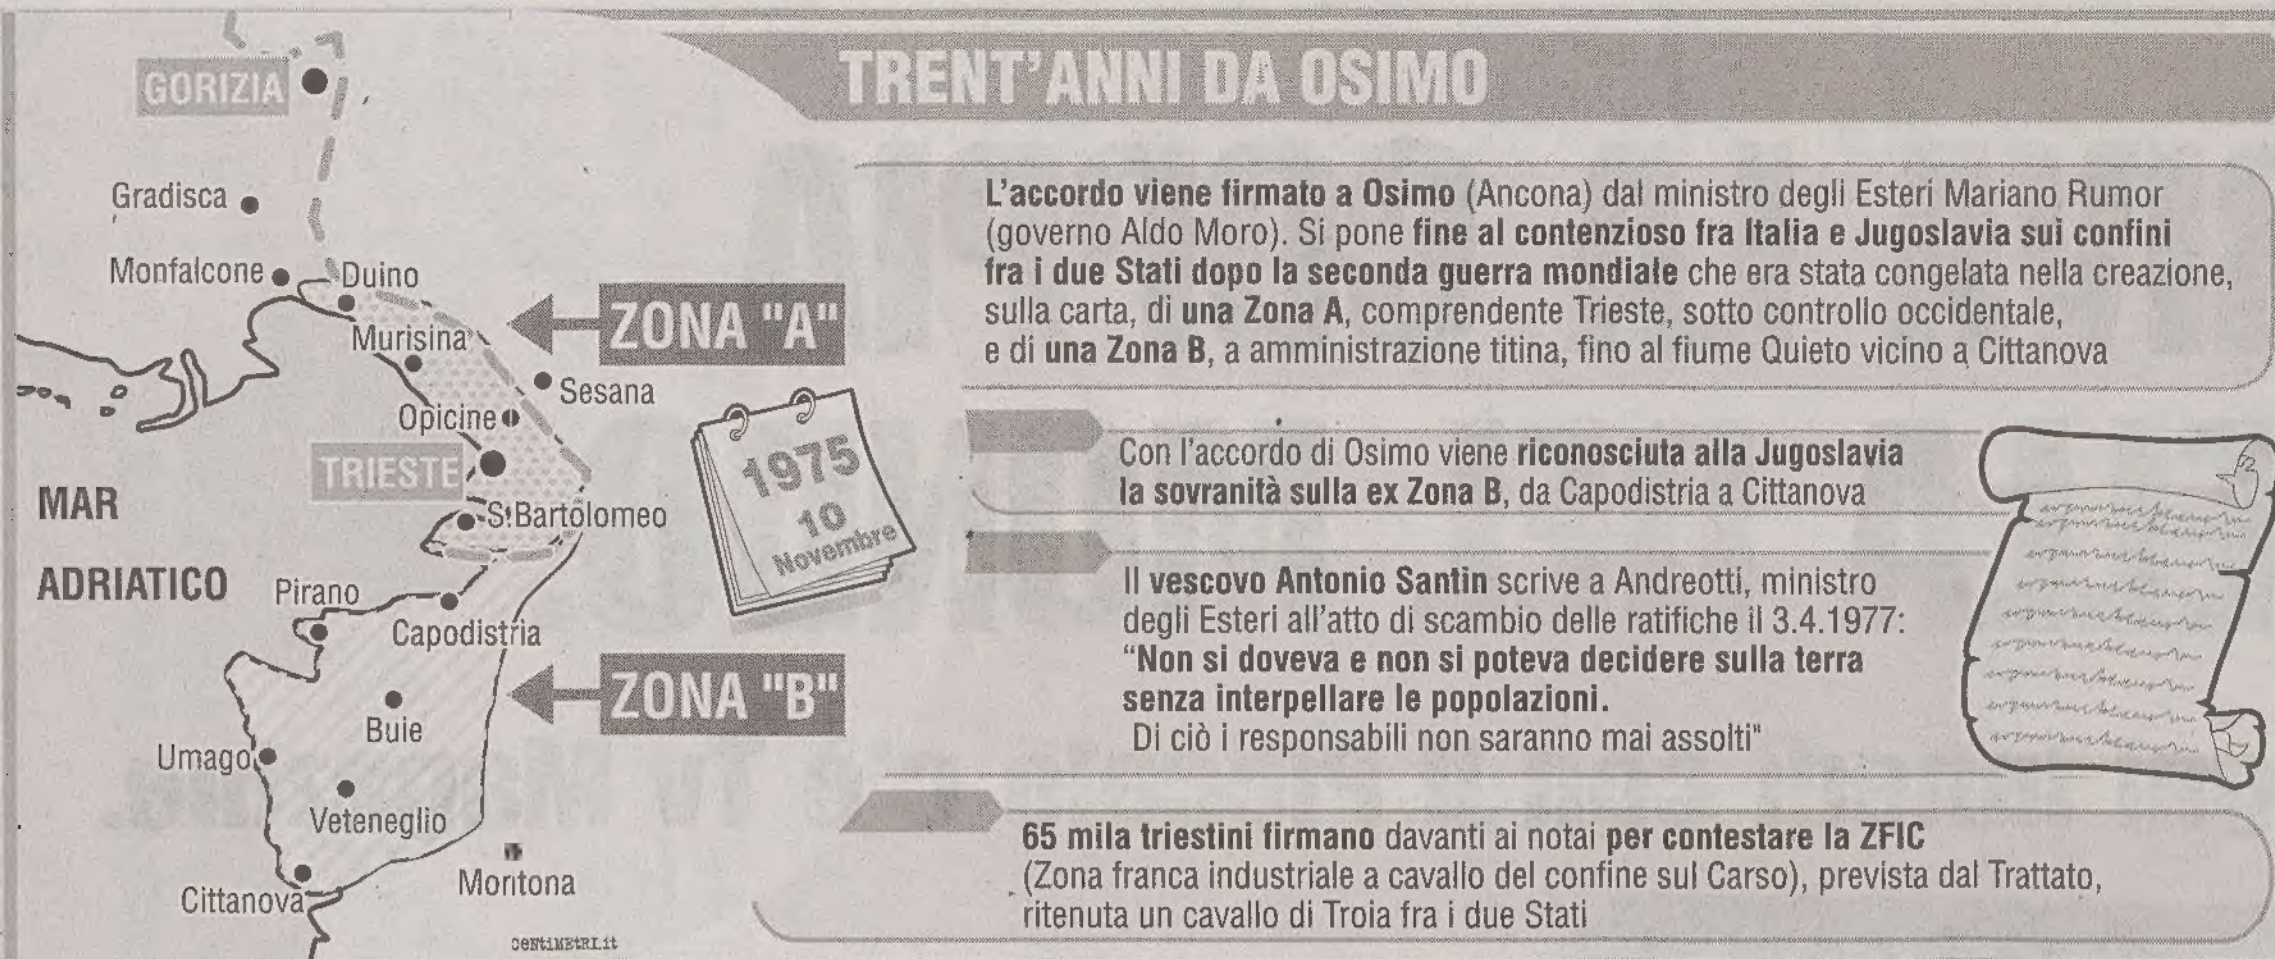 TRENT'ANNI DA OSIMO
L'accordo viene firmato a Osimo (Ancona) dal ministro degli Esteri Mariano Rumor
(governo Aldo Moro). Si pone fine al contenzioso fra Italia e Jugoslavia sui confini
fra i due Stati dopo la seconda guerra mondiale che era stata congelata nella creazione,
sulla carta, di una Zona A, comprendente Trieste, sotto controllo occidentale,
e di una Zona B, a amministrazione titina, fino al fiume Quieto vicino a Cittanova
Con l'accordo di Osimo viene riconosciuta alla Jugoslavia
la sovranità sulla ex Zona B, da Capodistria a Cittanova
Il vescovo Antonio Santin scrive a Andreotti, ministro
degli Esteri all'atto di scambio delle ratifiche il 3.4.1977:
"Non si doveva e non si poteva decidere sulla terra
senza interpellare le popolazioni.
Di ciò i responsabili non saranno mai assolti"
65 mila triestini firmano davanti ai notai per contestare la ZFIC
(Zona franca industriale a cavallo del confine sul Carso), prevista dal Trattato,
ritenuta un cavallo di Troia fra i due Stati
GORIZIA
Gradisca
Monfalcone
Duino
ZONA "A"
Murisina
Sesana
Opicine
TRIESTE
MAR
ADRIATICO
S.Bartolomeo
1975
10
Novembre
Pirano
Capodistria
ZONA "B"
Buie
Umago
Veteneglio
Montona
Cittanova
CENTIMETRI.it